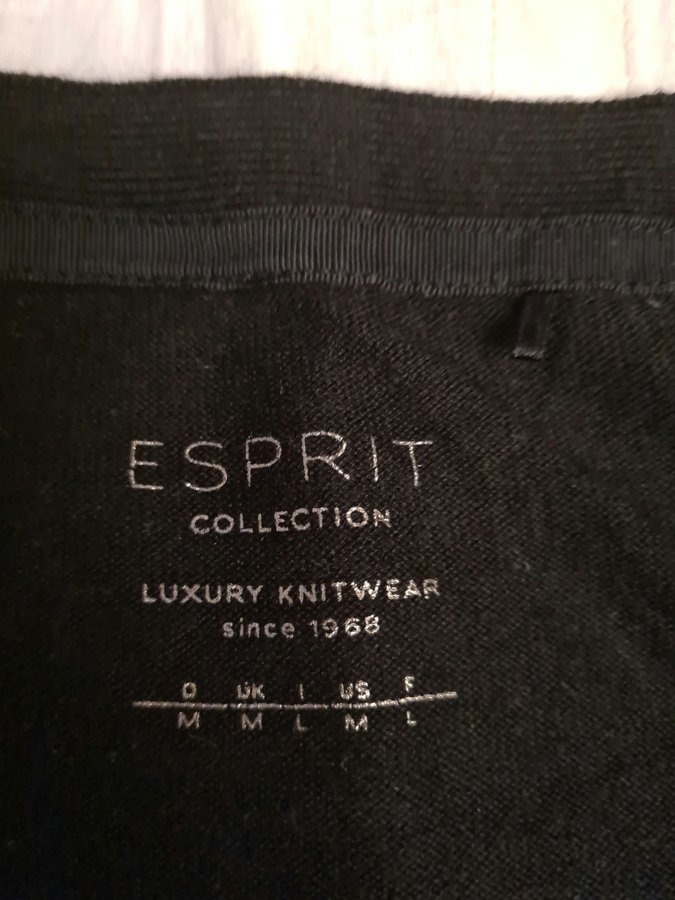 ESPRIT
COLLECTION
LUXURY KNITWEAR
since 1968
D UK I US F
M M L M L